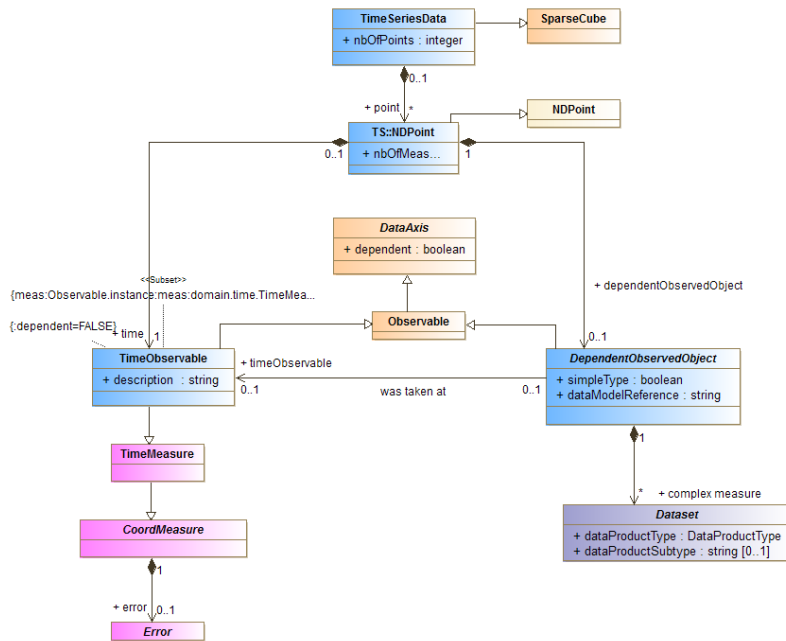 TimeSeriesData
+ nbOfPoints : integer
SparseCube
0..1
+ point
*
NDPoint
TS::NDPoint
+ nbOfMeas...
0..1
1
DataAxis
+ dependent : boolean
<<Subset>>
{meas:Observable.instance:meas:domain.time.TimeMea...
+ dependentObservedObject
{:dependent=FALSE}
+ time
1
Observable
0..1
TimeObservable
+ description : string
+ timeObservable
0..1
was taken at
0..1
DependentObservedObject
+ simpleType : boolean
+ dataModelReference : string
1
TimeMeasure
*
+ complex measure
CoordMeasure
Dataset
+ dataProductType : DataProductType
+ dataProductSubtype : string [0..1]
1
+ error
0..1
Error